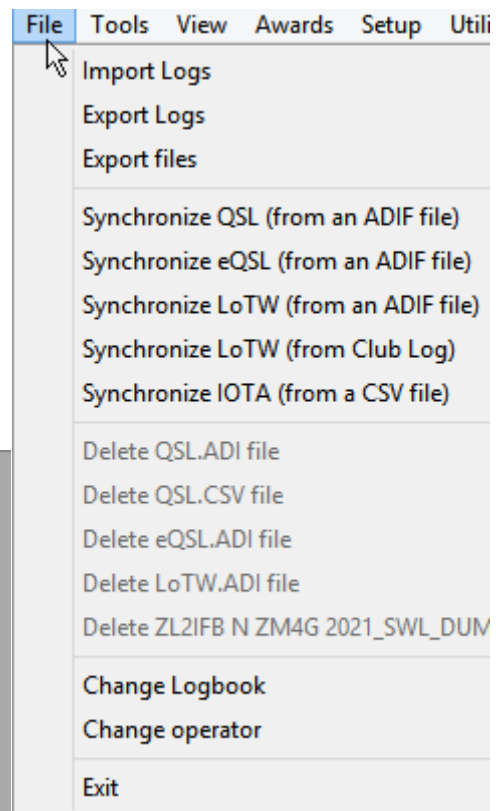 File Tools View Awards Setup Utili
Import Logs
Export Logs
Export files
Synchronize QSL (from an ADIF file)
Synchronize eQSL (from an ADIF file)
Synchronize LoTW (from an ADIF file)
Synchronize LoTW (from Club Log)
Synchronize IOTA (from a CSV file)
Delete QSL.ADI file
Delete QSL.CSV file
Delete eQSL.ADI file
Delete LoTW.ADI file
Delete ZL2IFB N ZM4G 2021_SWL_DUM
Change Logbook
Change operator
Exit